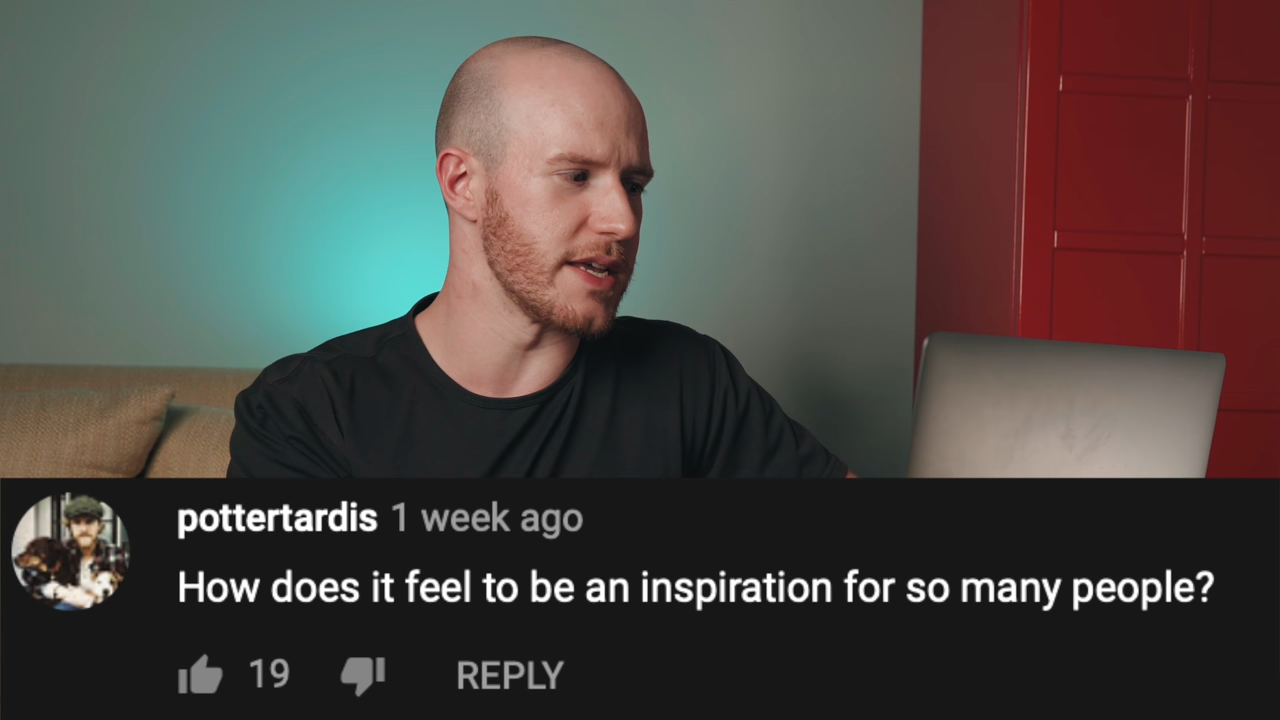 pottertardis 1 week ago
How does it feel to be an inspiration for so many people?
19 REPLY